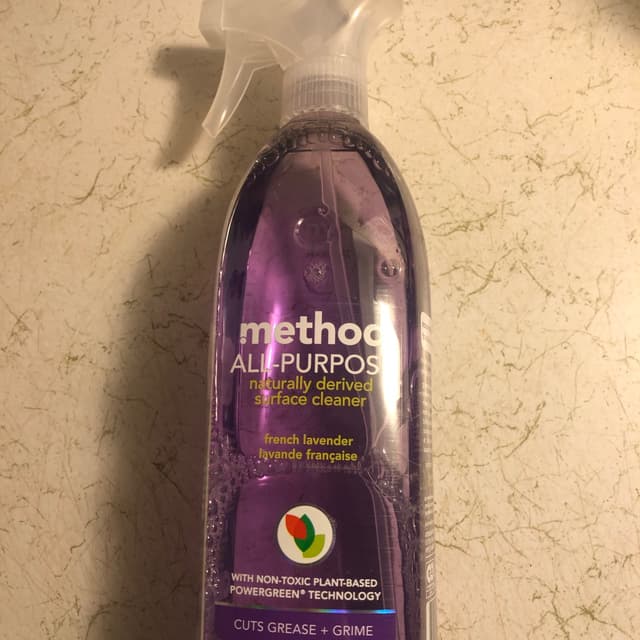 method
ALL-PURPOSE
naturally derived
surface cleaner
french lavender
lavande française
WITH NON-TOXIC PLANT-BASED
POWERGREEN® TECHNOLOGY
CUTS GREASE + GRIME